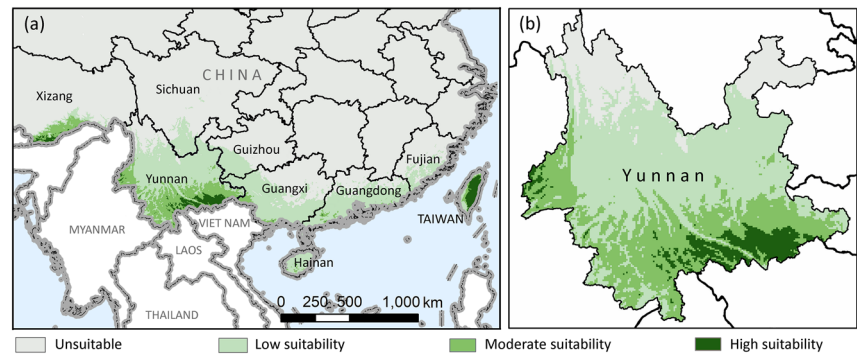 (a)
CHINA
Xizang
Sichuan
Guizhou
Fujian
Yunnan
Guangxi
Guangdong
TAIWAN
MYANMAR
VIET NAM
LAOS
Hainan
THAILAND
0 250 500 1,000 km
(b)
Yunnan
Unsuitable
Low suitability
Moderate suitability
High suitability